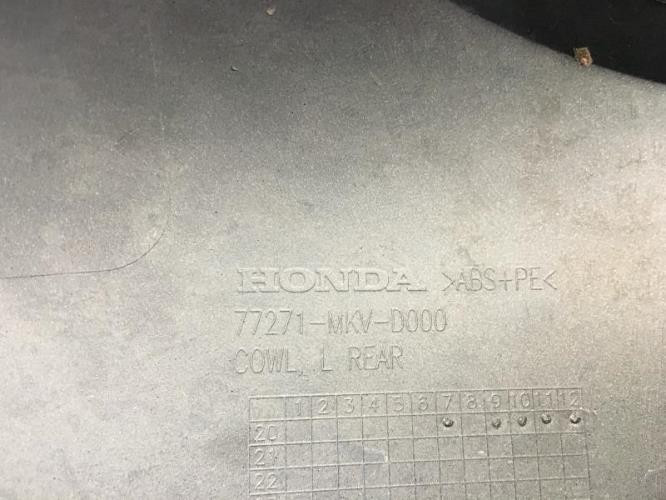 HONDA >ABS+PE<
77271-MKV-D000
COWL, L REAR
1 2 3 4 5 6 7 8 9 10 11 12
20
21
22